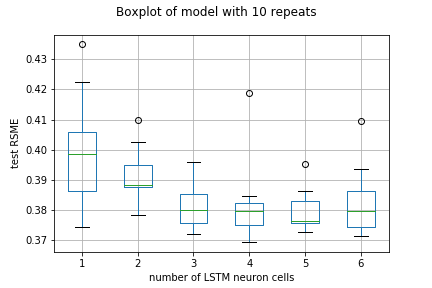 Boxplot of model with 10 repeats
test RSME
0.43
0.42
0.41
0.40
0.39
0.38
0.37
1 2 3 4 5 6
number of LSTM neuron cells